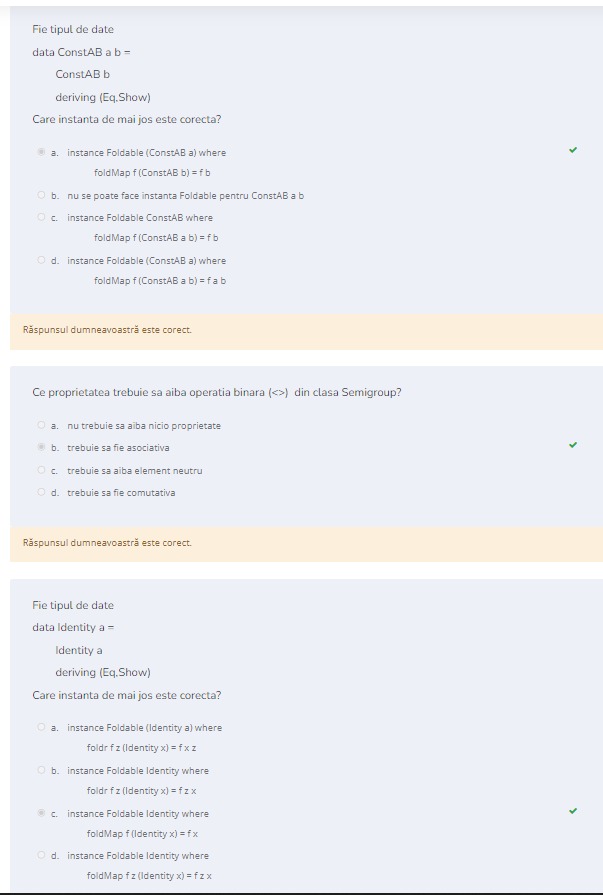 Fie tipul de date
data ConstAB a b =
ConstAB b
deriving (Eq,Show)
Care instanta de mai jos este corecta?
a. instance Foldable (ConstAB a) where
foldMap f (ConstAB b) = f b
b. nu se poate face instanta Foldable pentru ConstAB a b
c. instance Foldable ConstAB where
foldMap f (ConstAB a b) = f b
d. instance Foldable (ConstAB a) where
foldMap f (ConstAB a b) = f a b
Răspunsul dumneavoastră este corect.
Ce proprietatea trebuie sa aiba operatia binara (<>) din clasa Semigroup?
a. nu trebuie sa aiba nicio proprietate
b. trebuie sa fie asociativa
c. trebuie sa aiba element neutru
d. trebuie sa fie comutativa
Răspunsul dumneavoastră este corect.
Fie tipul de date
data Identity a =
Identity a
deriving (Eq,Show)
Care instanta de mai jos este corecta?
a. instance Foldable (Identity a) where
foldr f z (Identity x) = f x z
b. instance Foldable Identity where
foldr f z (Identity x) = f z x
c. instance Foldable Identity where
foldMap f (Identity x) = f x
d. instance Foldable Identity where
foldMap f z (Identity x) = f z x